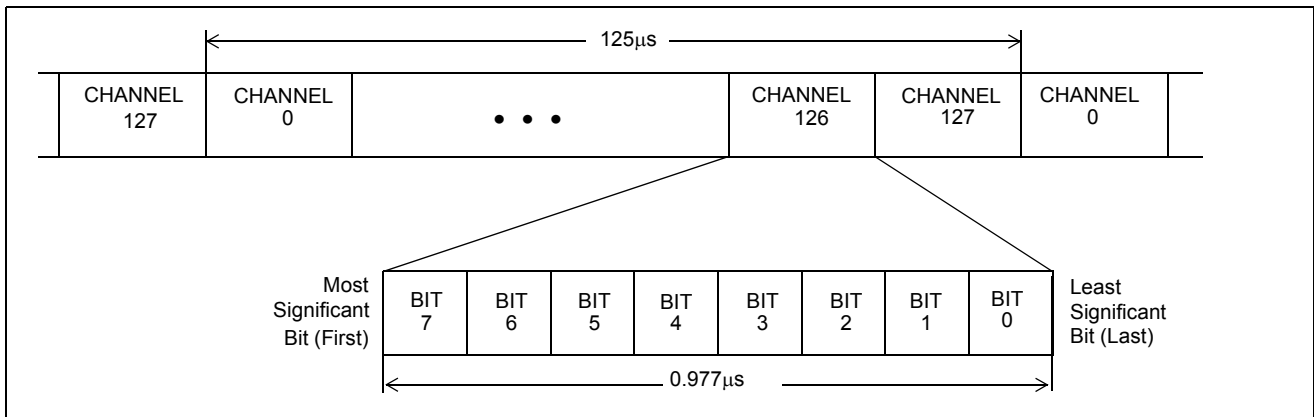 125μs
CHANNEL
127
CHANNEL
0
• • •
CHANNEL
126
CHANNEL
127
CHANNEL
0
Most
Significant
Bit (First)
BIT
7
BIT
6
BIT
5
BIT
4
BIT
3
BIT
2
BIT
1
BIT
0
Least
Significant
Bit (Last)
0.977μs